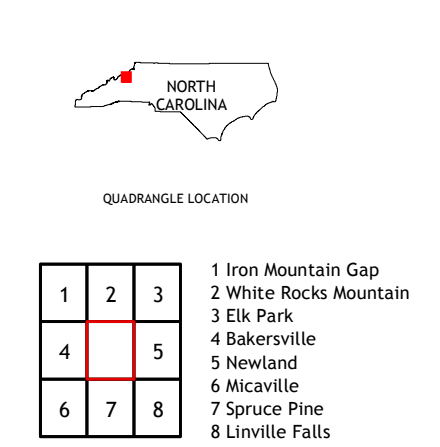 NORTH
CAROLINA
QUADRANGLE LOCATION
1 2 3
4 5
6 7 8
1 Iron Mountain Gap
2 White Rocks Mountain
3 Elk Park
4 Bakersville
5 Newland
6 Micaville
7 Spruce Pine
8 Linville Falls